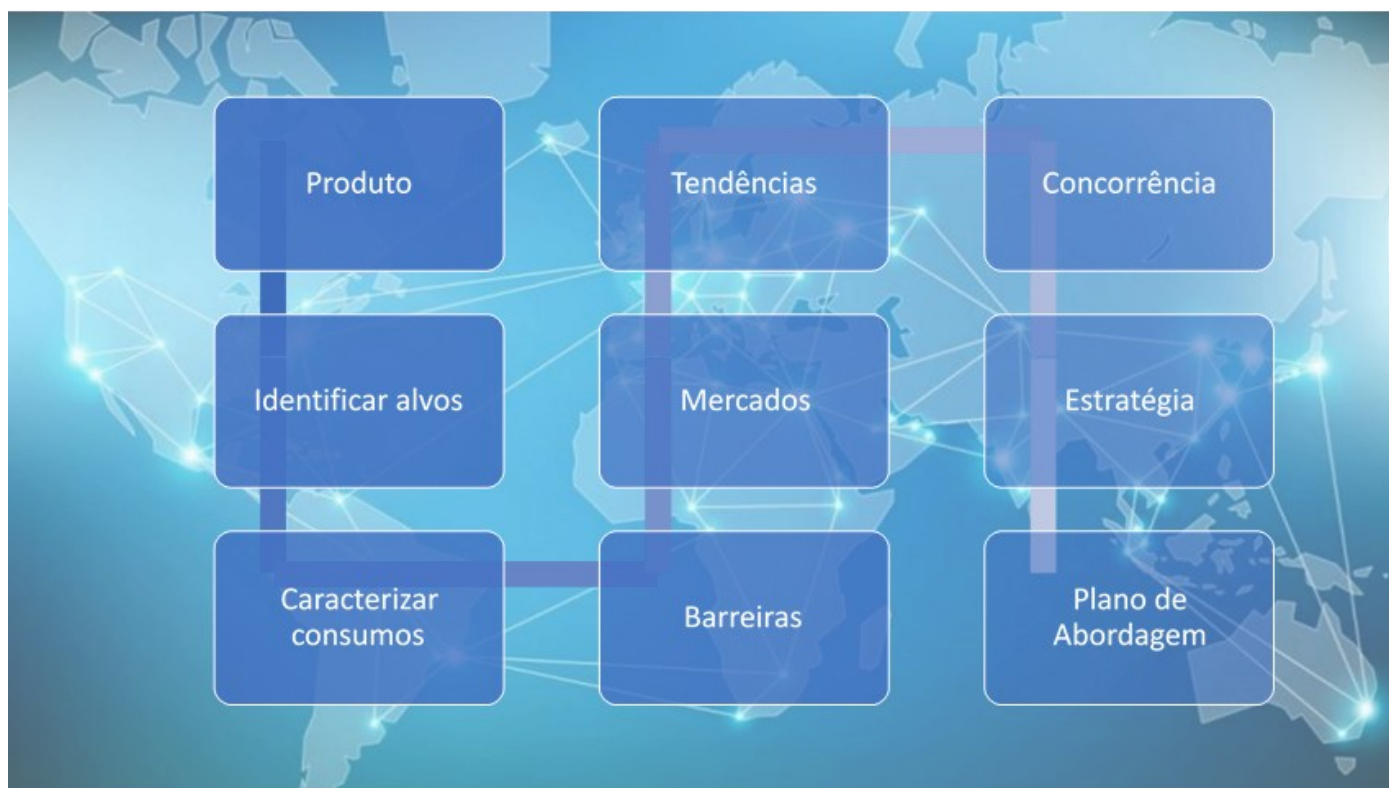 Produto
Identificar alvos
Caracterizar
consumos
Barreiras
Mercados
Tendências
Concorrência
Estratégia
Plano de
Abordagem